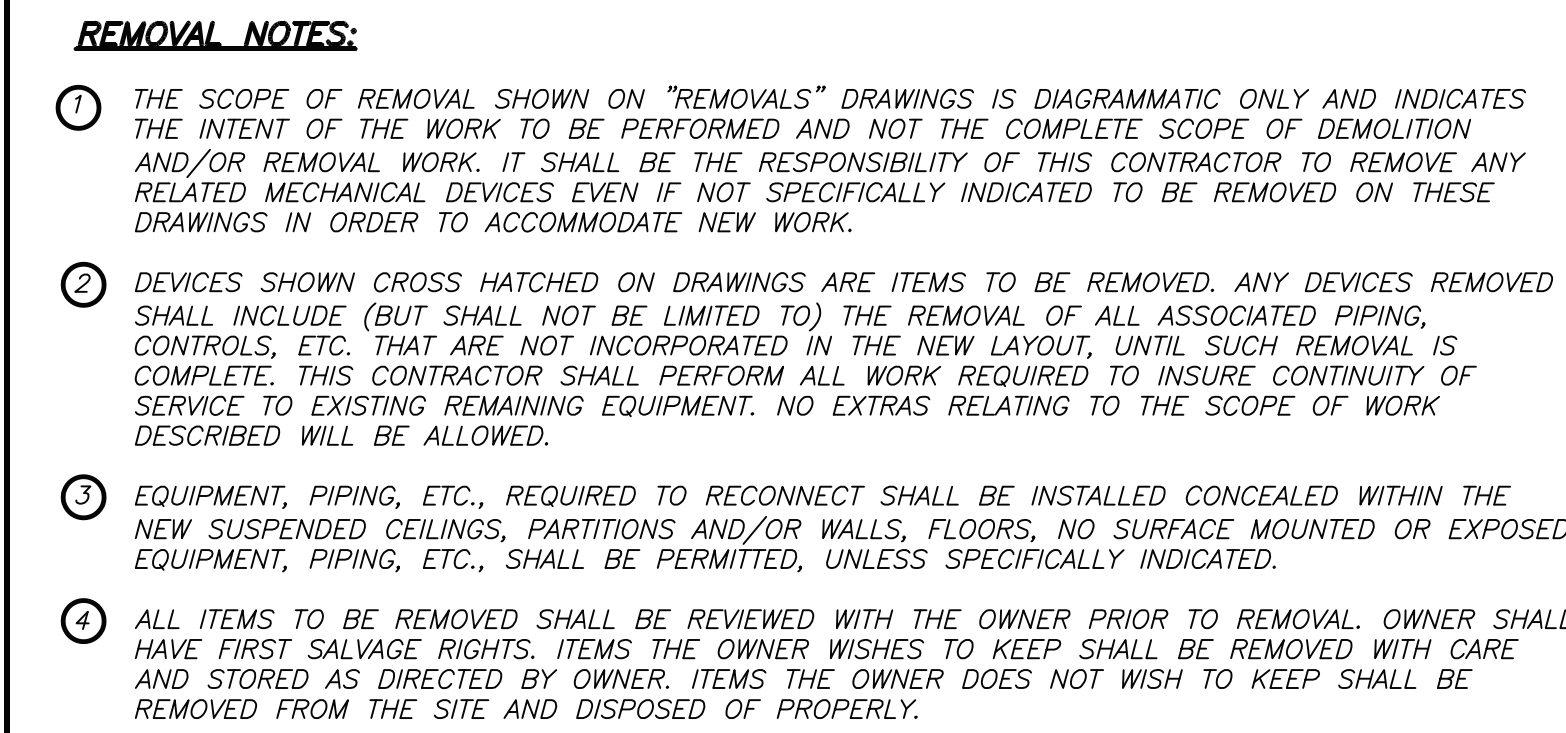 REMOVAL NOTES:
1 THE SCOPE OF REMOVAL SHOWN ON "REMOVALS" DRAWINGS IS DIAGRAMMATIC ONLY AND INDICATES
THE INTENT OF THE WORK TO BE PERFORMED AND NOT THE COMPLETE SCOPE OF DEMOLITION
AND/OR REMOVAL WORK. IT SHALL BE THE RESPONSIBILITY OF THIS CONTRACTOR TO REMOVE ANY
RELATED MECHANICAL DEVICES EVEN IF NOT SPECIFICALLY INDICATED TO BE REMOVED ON THESE
DRAWINGS IN ORDER TO ACCOMMODATE NEW WORK.
2 DEVICES SHOWN CROSS HATCHED ON DRAWINGS ARE ITEMS TO BE REMOVED. ANY DEVICES REMOVED
SHALL INCLUDE (BUT SHALL NOT BE LIMITED TO) THE REMOVAL OF ALL ASSOCIATED PIPING,
CONTROLS, ETC. THAT ARE NOT INCORPORATED IN THE NEW LAYOUT, UNTIL SUCH REMOVAL IS
COMPLETE. THIS CONTRACTOR SHALL PERFORM ALL WORK REQUIRED TO INSURE CONTINUITY OF
SERVICE TO EXISTING REMAINING EQUIPMENT. NO EXTRAS RELATING TO THE SCOPE OF WORK
DESCRIBED WILL BE ALLOWED.
3 EQUIPMENT, PIPING, ETC., REQUIRED TO RECONNECT SHALL BE INSTALLED CONCEALED WITHIN THE
NEW SUSPENDED CEILINGS, PARTITIONS AND/OR WALLS, FLOORS, NO SURFACE MOUNTED OR EXPOSED
EQUIPMENT, PIPING, ETC., SHALL BE PERMITTED, UNLESS SPECIFICALLY INDICATED.
4 ALL ITEMS TO BE REMOVED SHALL BE REVIEWED WITH THE OWNER PRIOR TO REMOVAL. OWNER SHALL
HAVE FIRST SALVAGE RIGHTS. ITEMS THE OWNER WISHES TO KEEP SHALL BE REMOVED WITH CARE
AND STORED AS DIRECTED BY OWNER. ITEMS THE OWNER DOES NOT WISH TO KEEP SHALL BE
REMOVED FROM THE SITE AND DISPOSED OF PROPERLY.